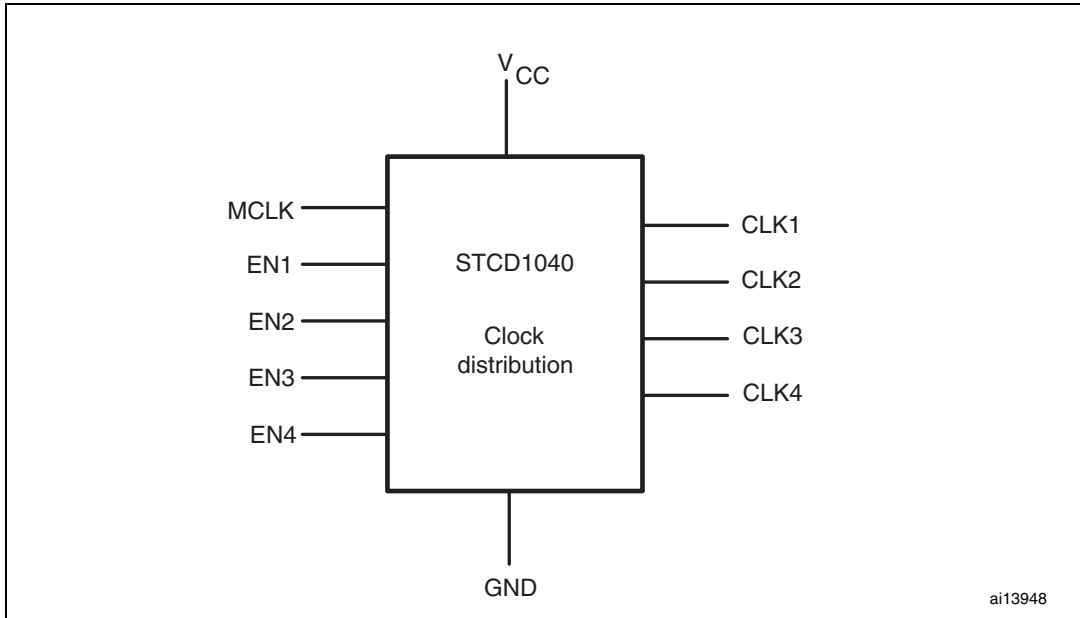 VCC
MCLK
EN1
EN2
EN3
EN4
STCD1040
Clock
distribution
CLK1
CLK2
CLK3
CLK4
GND
ai13948